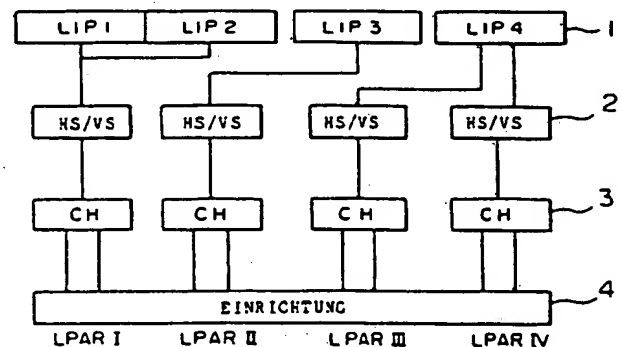 LIP1 LIP2 LIP3 LIP4 1
HS/VS HS/VS HS/VS HS/VS 2
CH CH CH CH 3
EINRICHTUNG 4
LPAR I LPAR II LPAR III LPAR IV